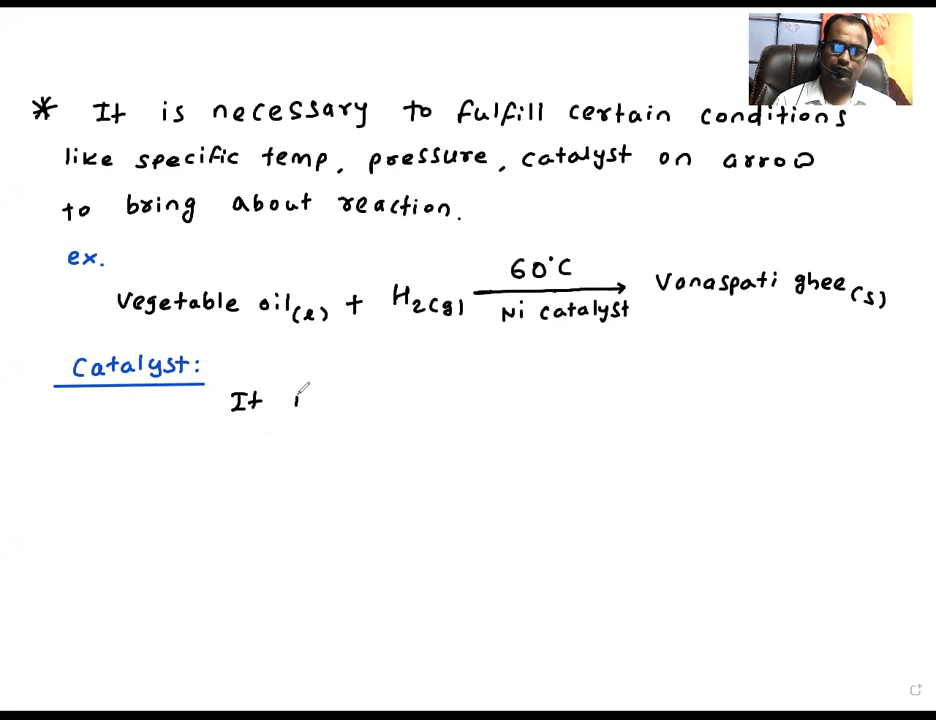 * It is necessary to fulfill certain conditions
like specific temp, pressure, catalyst on arrow
to bring about reaction.
ex.
60°C
Vegetable oil(l) + H2(g) → Vanaspati ghee(s)
Ni catalyst
Catalyst:
It i